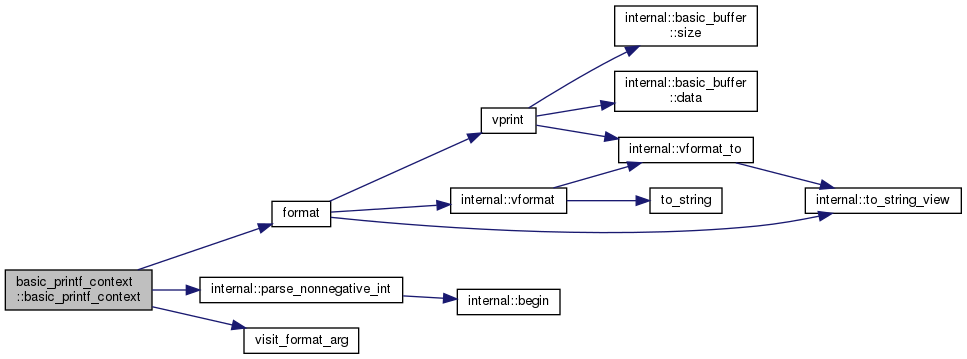 internal::basic_buffer
::size
internal::basic_buffer
::data
vprint
internal::vformat_to
internal::vformat
to_string
internal::to_string_view
format
basic_printf_context
::basic_printf_context
internal::parse_nonnegative_int
internal::begin
visit_format_arg